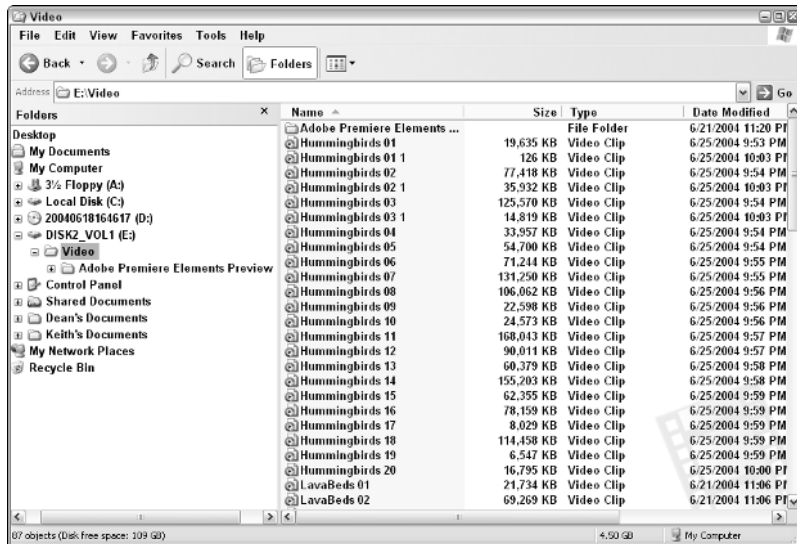 Video
File Edit View Favorites Tools Help
Back Search Folders
Address E:\Video Go
Folders
Desktop
My Documents
My Computer
3½ Floppy (A:)
Local Disk (C:)
20040618164617 (D:)
DISK2_VOL1 (E:)
Video
Adobe Premiere Elements Preview
Control Panel
Shared Documents
Dean's Documents
Keith's Documents
My Network Places
Recycle Bin
Name Size Type Date Modified
Adobe Premiere Elements ... File Folder 6/21/2004 11:20 PM
Hummingbirds 01 19,635 KB Video Clip 6/25/2004 9:53 PM
Hummingbirds 01 1 126 KB Video Clip 6/25/2004 10:03 PM
Hummingbirds 02 77,418 KB Video Clip 6/25/2004 9:54 PM
Hummingbirds 02 1 35,932 KB Video Clip 6/25/2004 10:03 PM
Hummingbirds 03 125,570 KB Video Clip 6/25/2004 9:54 PM
Hummingbirds 03 1 14,819 KB Video Clip 6/25/2004 10:03 PM
Hummingbirds 04 33,957 KB Video Clip 6/25/2004 9:54 PM
Hummingbirds 05 54,700 KB Video Clip 6/25/2004 9:54 PM
Hummingbirds 06 71,244 KB Video Clip 6/25/2004 9:55 PM
Hummingbirds 07 131,250 KB Video Clip 6/25/2004 9:55 PM
Hummingbirds 08 106,062 KB Video Clip 6/25/2004 9:56 PM
Hummingbirds 09 22,598 KB Video Clip 6/25/2004 9:56 PM
Hummingbirds 10 24,573 KB Video Clip 6/25/2004 9:56 PM
Hummingbirds 11 168,043 KB Video Clip 6/25/2004 9:57 PM
Hummingbirds 12 90,011 KB Video Clip 6/25/2004 9:57 PM
Hummingbirds 13 60,379 KB Video Clip 6/25/2004 9:58 PM
Hummingbirds 14 155,203 KB Video Clip 6/25/2004 9:58 PM
Hummingbirds 15 62,355 KB Video Clip 6/25/2004 9:59 PM
Hummingbirds 16 78,159 KB Video Clip 6/25/2004 9:59 PM
Hummingbirds 17 8,029 KB Video Clip 6/25/2004 9:59 PM
Hummingbirds 18 114,458 KB Video Clip 6/25/2004 9:59 PM
Hummingbirds 19 6,547 KB Video Clip 6/25/2004 9:59 PM
Hummingbirds 20 16,795 KB Video Clip 6/25/2004 10:00 PM
LavaBeds 01 21,734 KB Video Clip 6/21/2004 11:06 PM
LavaBeds 02 69,269 KB Video Clip 6/21/2004 11:06 PM
87 objects (Disk free space: 109 GB) 4.50 GB My Computer